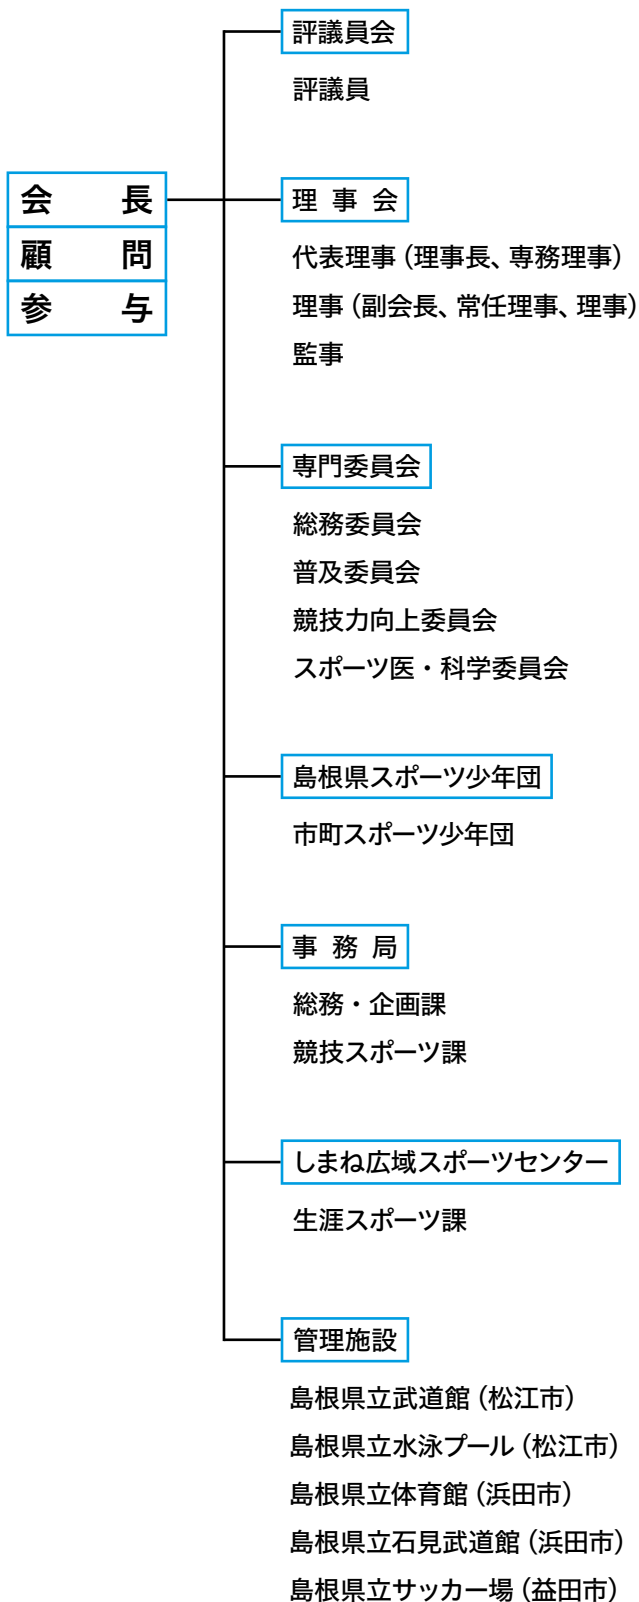 評議員会
評議員
会長
顧問
参与
理事会
代表理事（理事長、専務理事）
理事（副会長、常任理事、理事）
監事
専門委員会
総務委員会
普及委員会
競技力向上委員会
スポーツ医・科学委員会
島根県スポーツ少年団
市町スポーツ少年団
事務局
総務・企画課
競技スポーツ課
しまね広域スポーツセンター
生涯スポーツ課
管理施設
島根県立武道館（松江市）
島根県立水泳プール（松江市）
島根県立体育館（浜田市）
島根県立石見武道館（浜田市）
島根県立サッカー場（益田市）